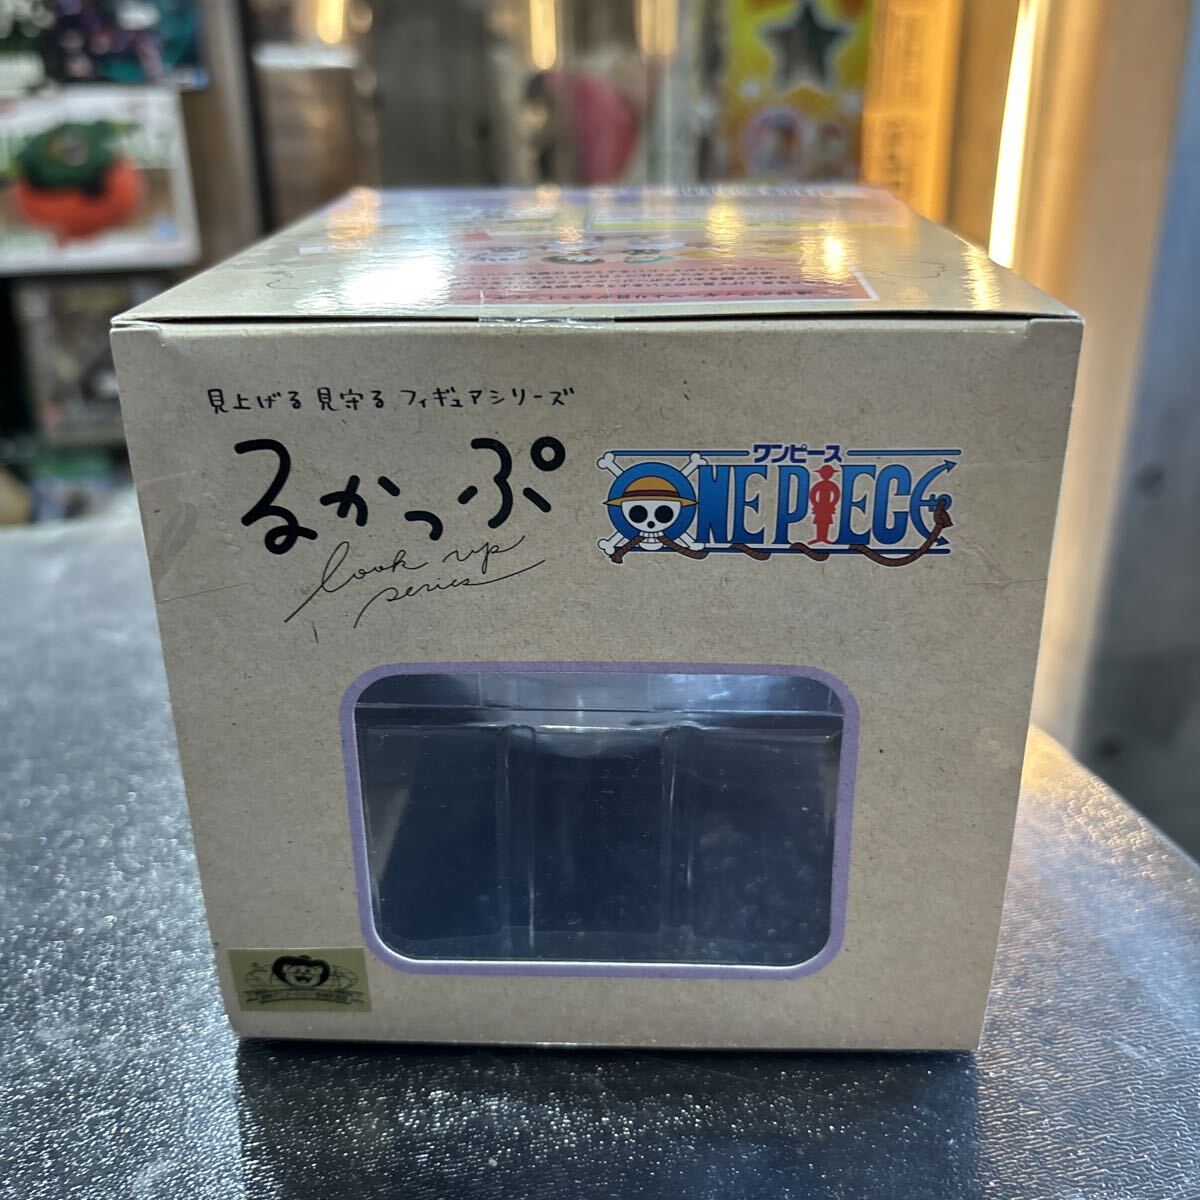 見上げる 見守る フィギュアシリーズ
るかっぷ
look up
series
ワンピース
ONE PIECE